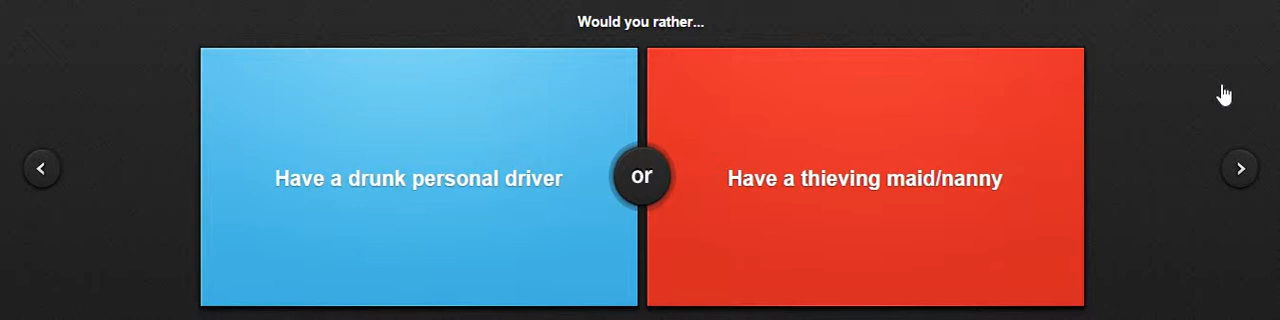 Would you rather...
Have a drunk personal driver
or
Have a thieving maid/nanny